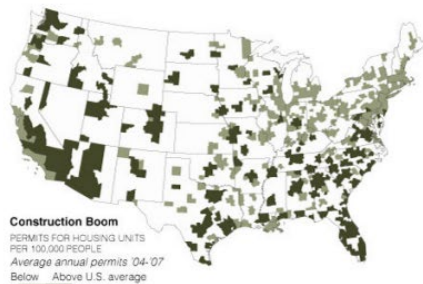 Construction Boom
PERMITS FOR HOUSING UNITS
PER 100,000 PEOPLE
Average annual permits '04-'07
Below Above U.S. average